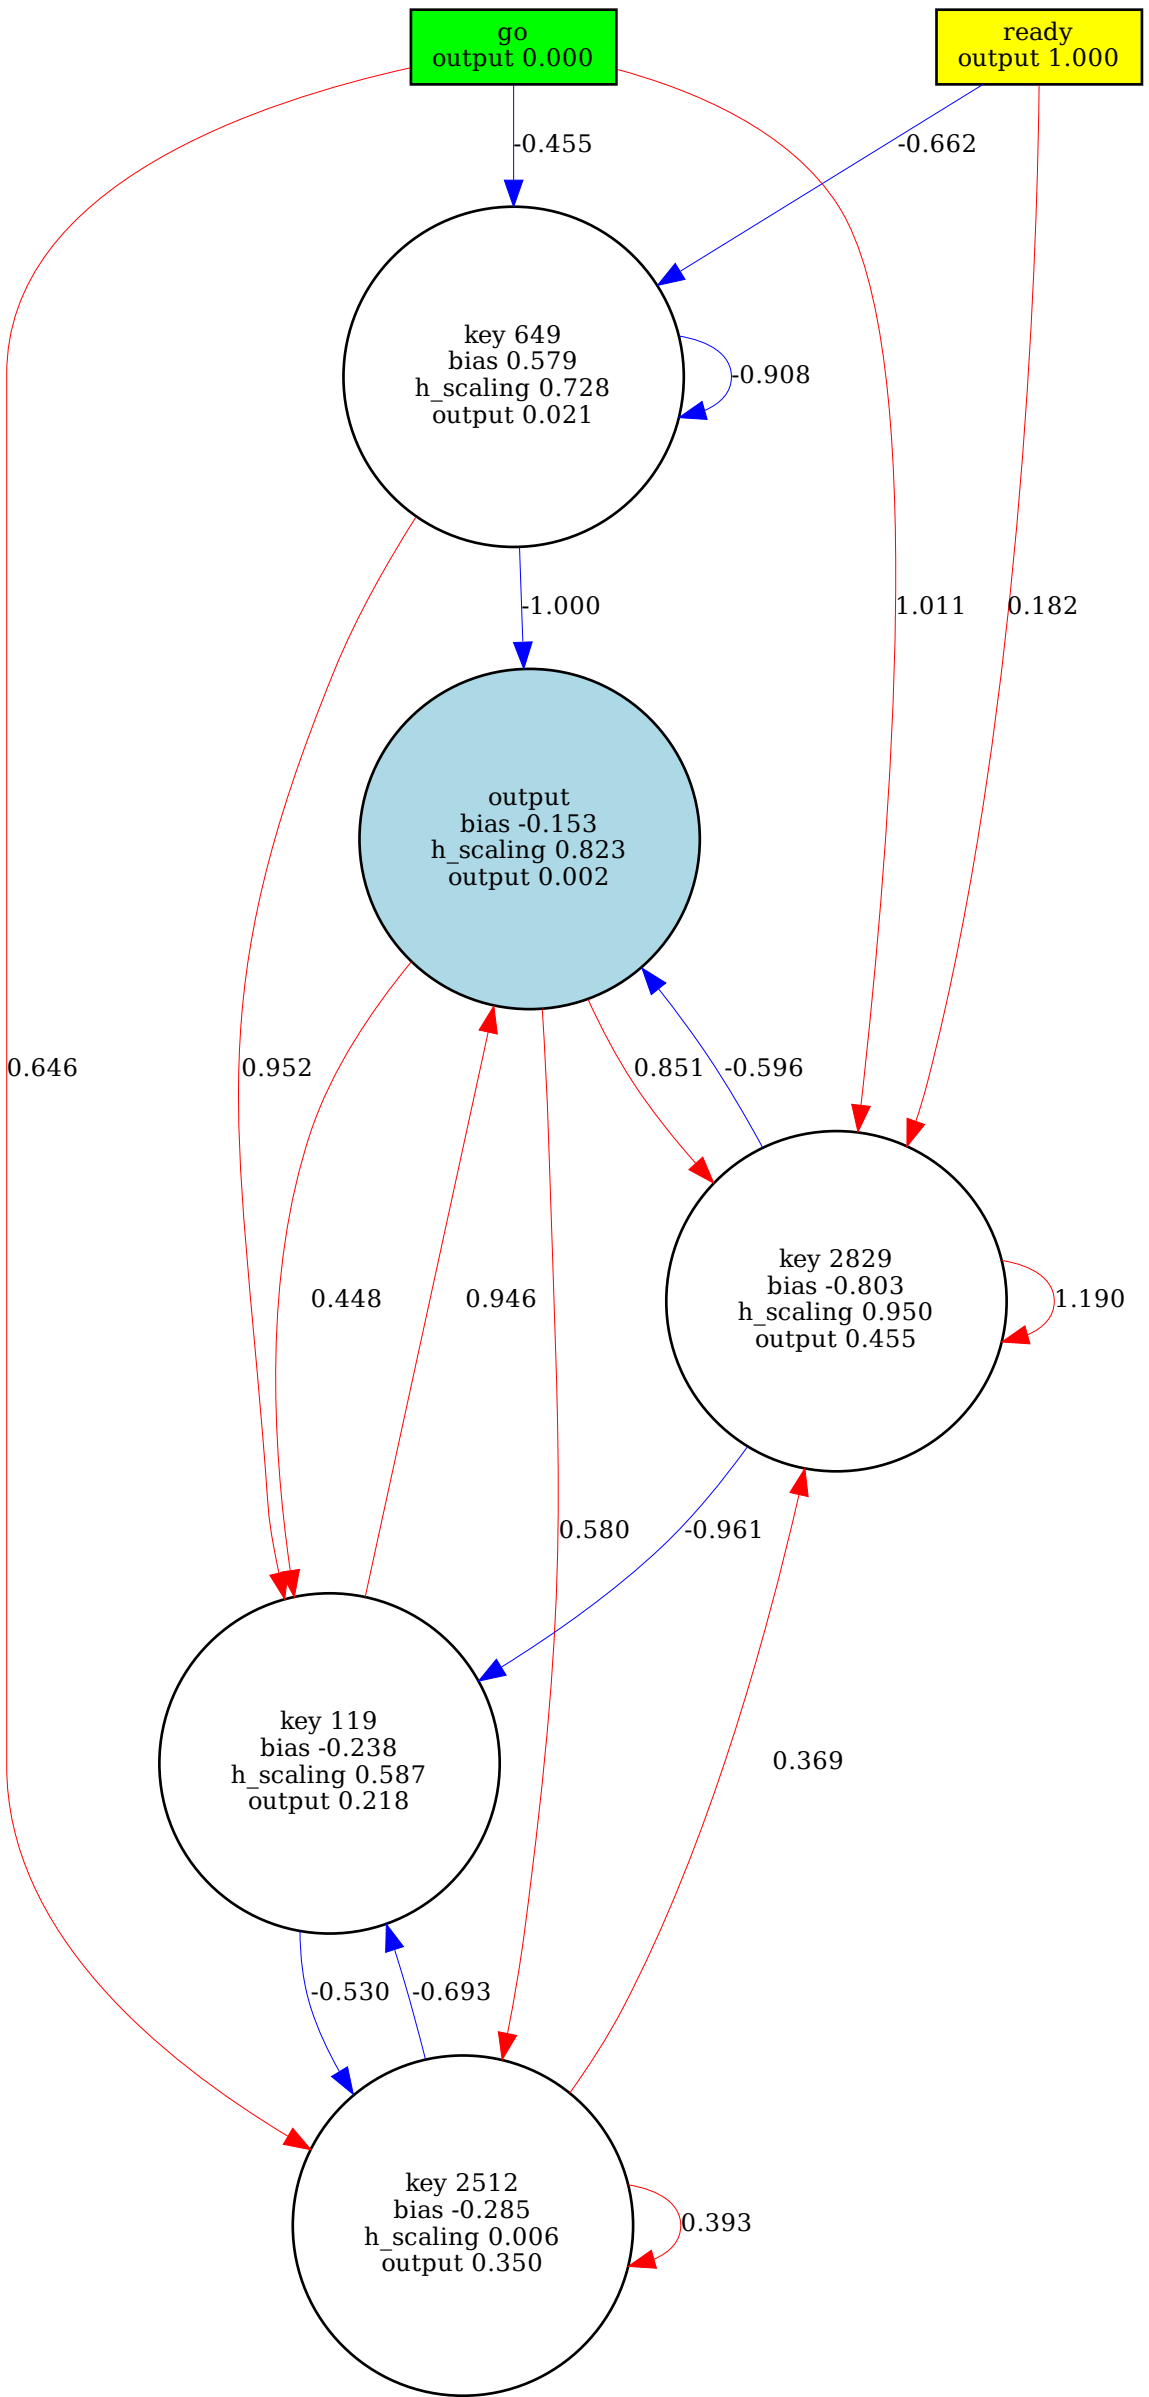 go
output 0.000
ready
output 1.000
-0.455
-0.662
key 649
bias 0.579
h_scaling 0.728
output 0.021
-0.908
-1.000
1.011
0.182
output
bias -0.153
h_scaling 0.823
output 0.002
0.646
0.952
0.851
-0.596
0.448
0.946
key 2829
bias -0.803
h_scaling 0.950
output 0.455
1.190
0.580
-0.961
key 119
bias -0.238
h_scaling 0.587
output 0.218
0.369
-0.530
-0.693
key 2512
bias -0.285
h_scaling 0.006
output 0.350
0.393